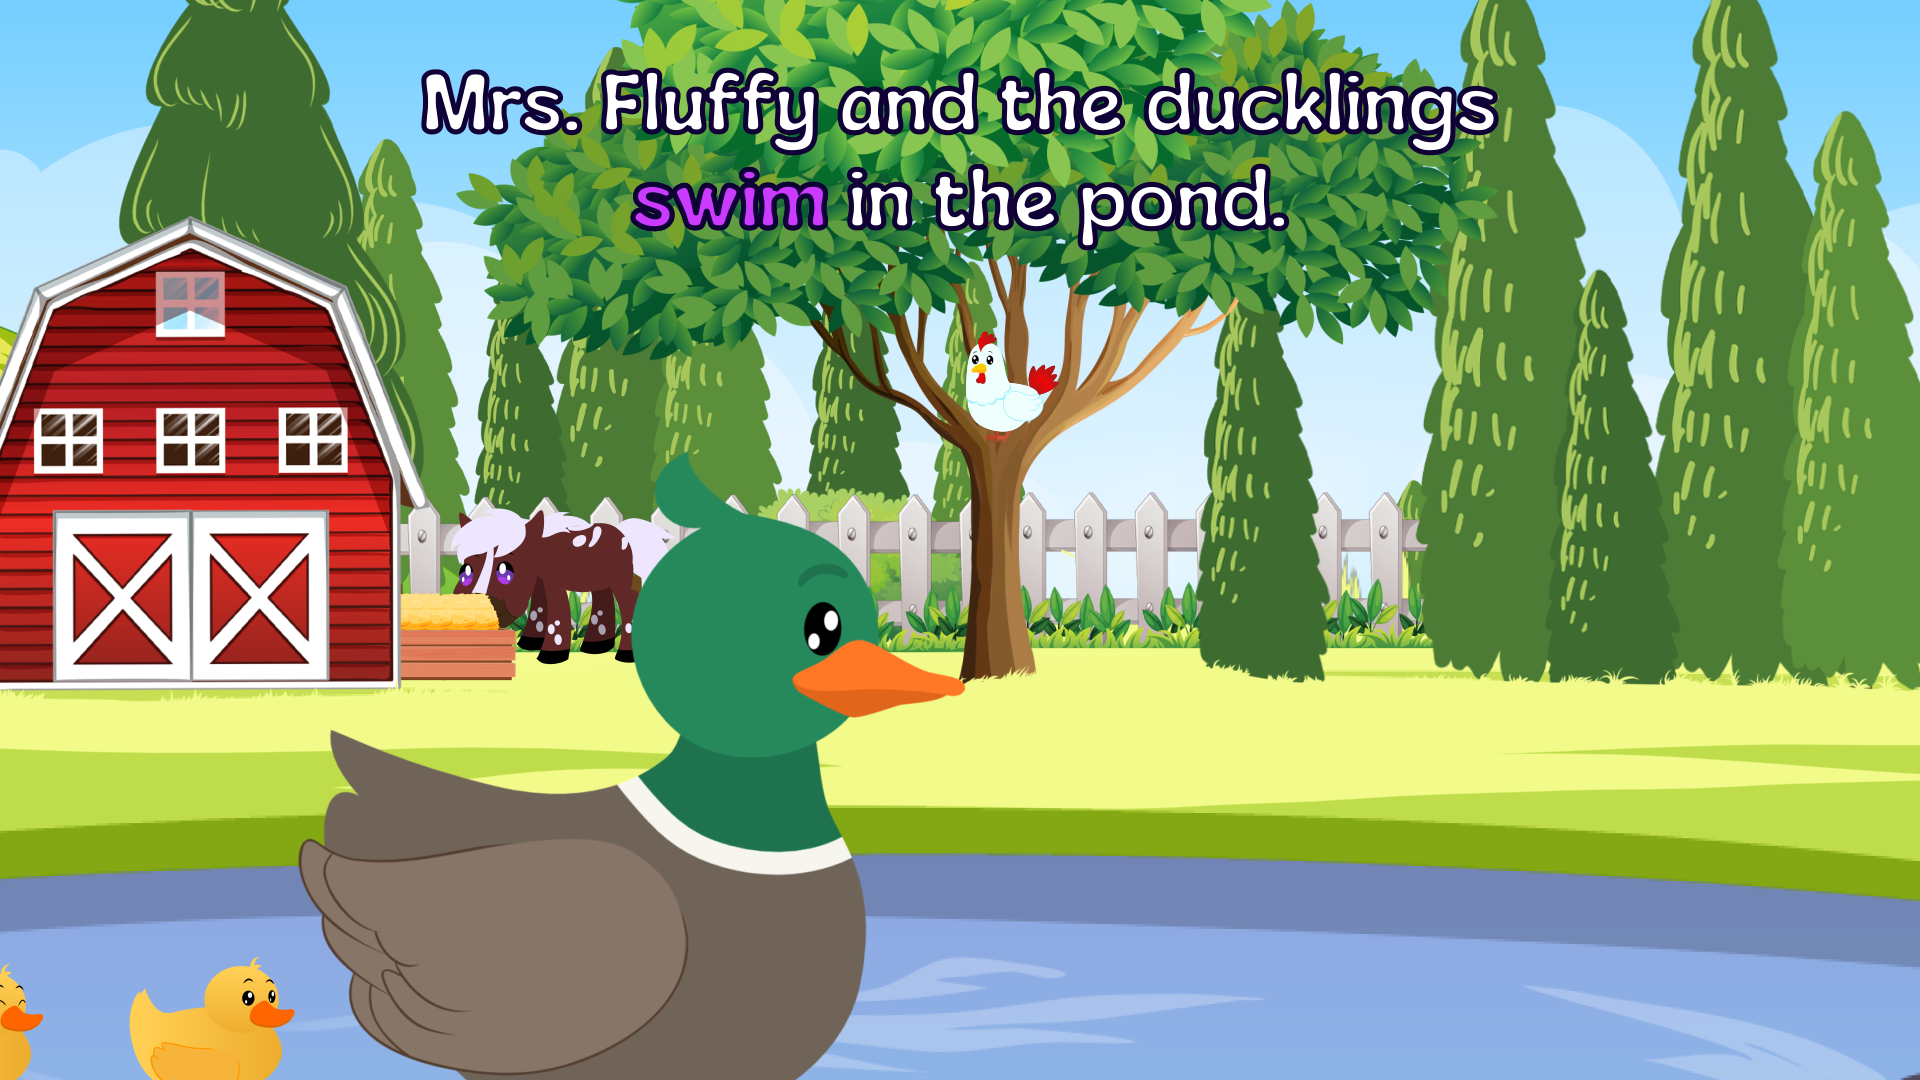 Mrs. Fluffy and the ducklings
swim in the pond.